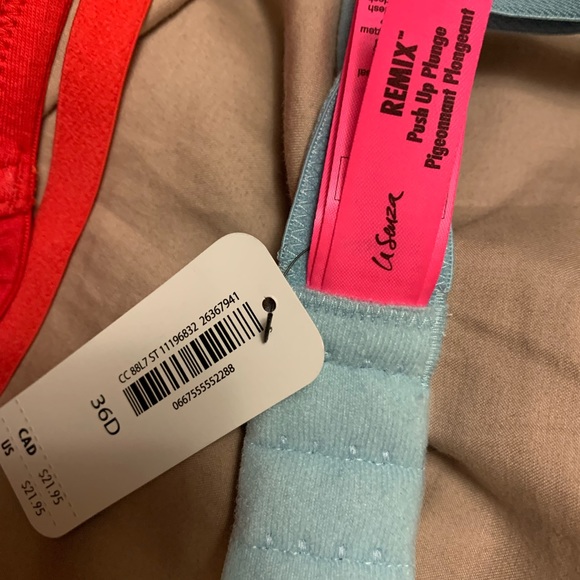 REMIX™
Push Up Plunge
Pigeonnant Plongeant
la Senza
CC 88L7 ST 11196832 26367941
0667555552288
36D
CAD $21.95
US $21.95